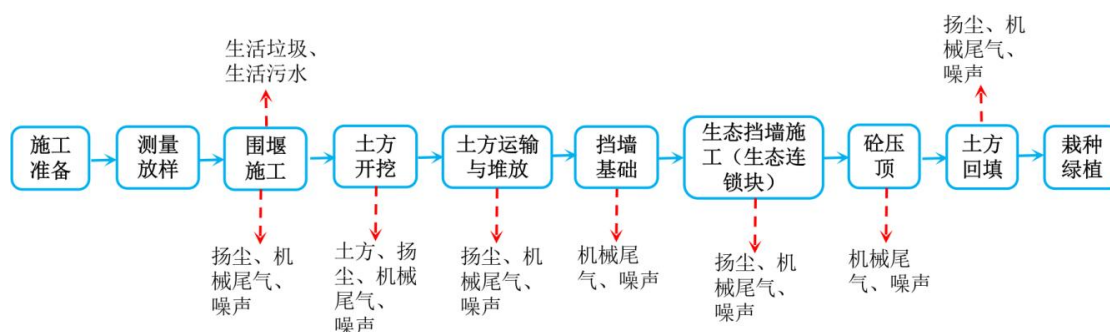 生活垃圾、
生活污水
扬尘、机
械尾气、
噪声
施工
准备
测量
放样
围堰
施工
土方
开挖
土方运输
与堆放
挡墙
基础
生态挡墙施
工（生态连
锁块）
砼压
顶
土方
回填
栽种
绿植
扬尘、机
械尾气、
噪声
土方、扬
尘、机械
尾气、
噪声
扬尘、机
械尾气、
噪声
机械尾
气、噪声
扬尘、机
械尾气、
噪声
机械尾
气、噪声